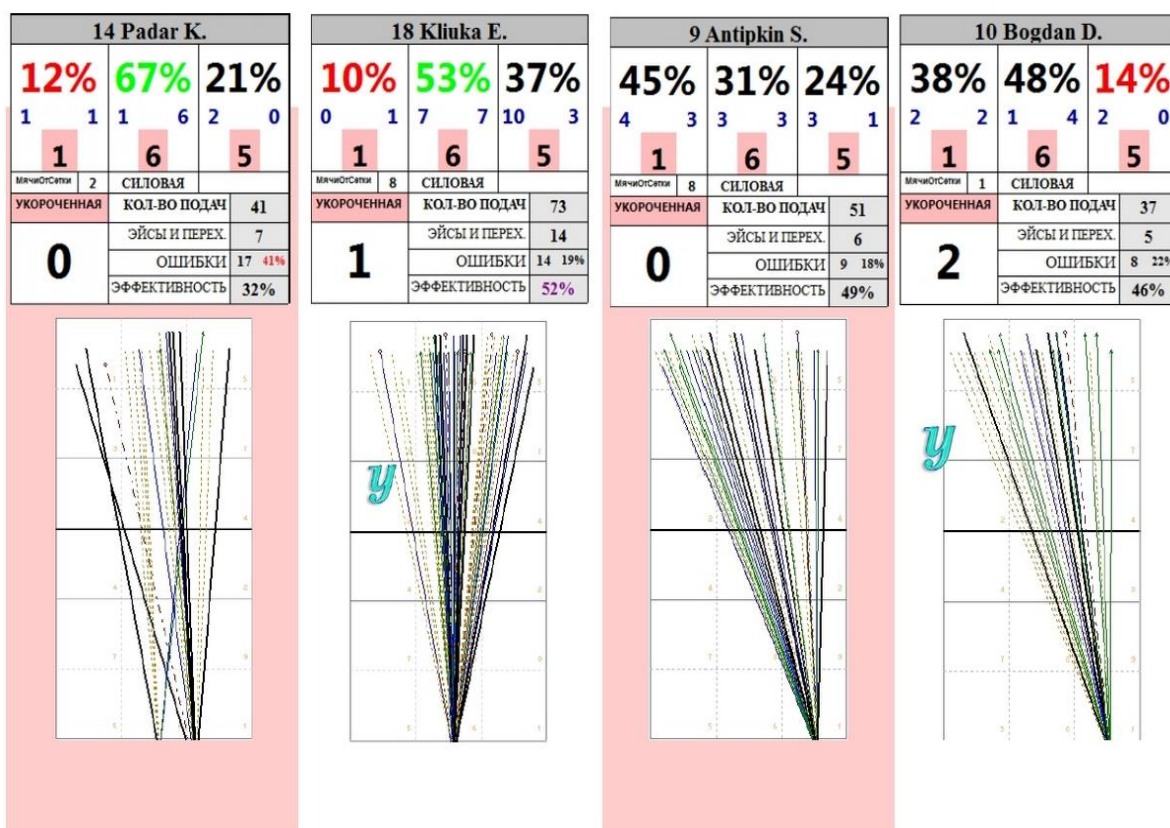 14 Padar K.
12% 67% 21%
1 1 1 6 2 0
1 6 5
МячиОтСетки 2 СИЛОВАЯ
УКОРОЧЕННАЯ КОЛ-ВО ПОДАЧ 41
0 ЭЙСЫ И ПЕРЕХ. 7
ОШИБКИ 17 41%
ЭФФЕКТИВНОСТЬ 32%
18 Kliuka E.
10% 53% 37%
0 1 7 7 10 3
1 6 5
МячиОтСетки 8 СИЛОВАЯ
УКОРОЧЕННАЯ КОЛ-ВО ПОДАЧ 73
1 ЭЙСЫ И ПЕРЕХ. 14
ОШИБКИ 14 19%
ЭФФЕКТИВНОСТЬ 52%
У
9 Antipkin S.
45% 31% 24%
4 3 3 3 3 1
1 6 5
МячиОтСетки 8 СИЛОВАЯ
УКОРОЧЕННАЯ КОЛ-ВО ПОДАЧ 51
0 ЭЙСЫ И ПЕРЕХ. 6
ОШИБКИ 9 18%
ЭФФЕКТИВНОСТЬ 49%
10 Bogdan D.
38% 48% 14%
2 2 1 4 2 0
1 6 5
МячиОтСетки 1 СИЛОВАЯ
УКОРОЧЕННАЯ КОЛ-ВО ПОДАЧ 37
2 ЭЙСЫ И ПЕРЕХ. 5
ОШИБКИ 8 22%
ЭФФЕКТИВНОСТЬ 46%
У